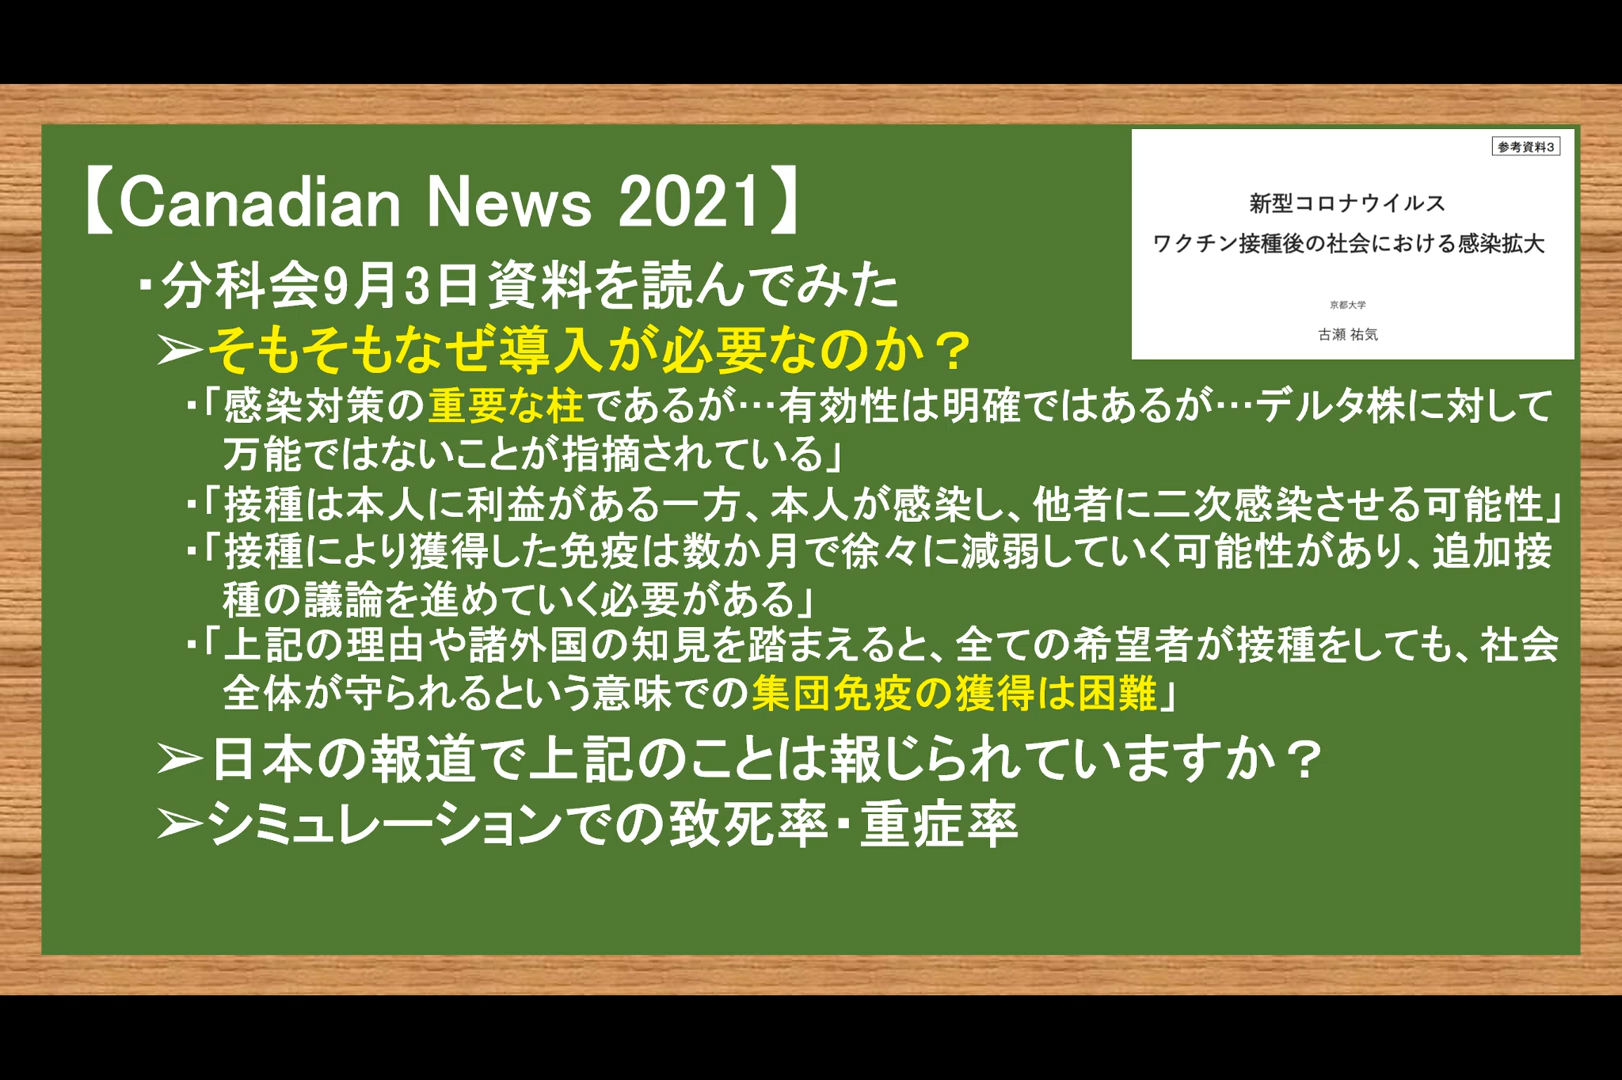 【Canadian News 2021】
・分科会9月3日資料を読んでみた
➢そもそもなぜ導入が必要なのか？
・「感染対策の重要な柱であるが…有効性は明確ではあるが…デルタ株に対して
万能ではないことが指摘されている」
・「接種は本人に利益がある一方、本人が感染し、他者に二次感染させる可能性」
・「接種により獲得した免疫は数か月で徐々に減弱していく可能性があり、追加接
種の議論を進めていく必要がある」
・「上記の理由や諸外国の知見を踏まえると、全ての希望者が接種をしても、社会
全体が守られるという意味での集団免疫の獲得は困難」
➢日本の報道で上記のことは報じられていますか？
➢シミュレーションでの致死率・重症率
参考資料3
新型コロナウイルス
ワクチン接種後の社会における感染拡大
京都大学
古瀬 祐気